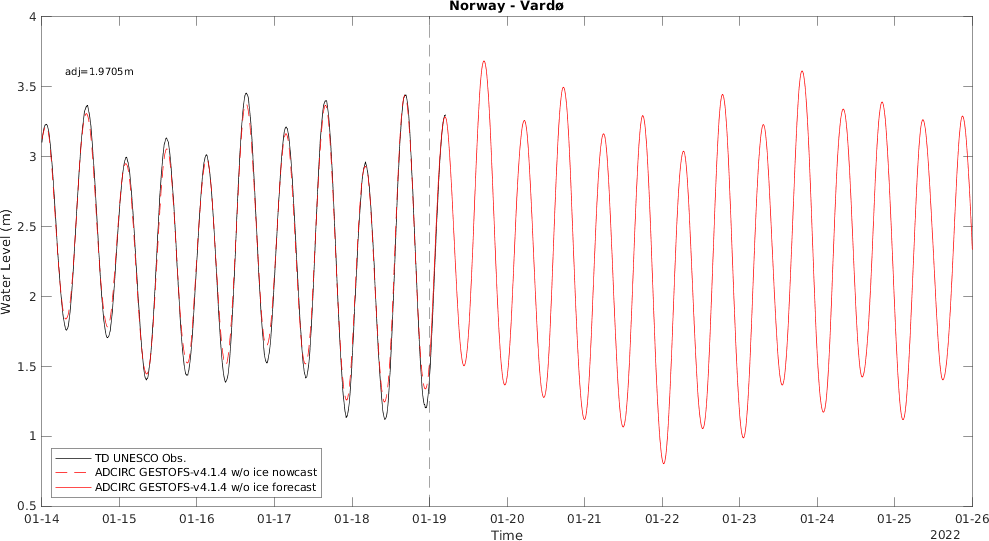 Norway - Vardø
4
adj=1.9705m
3.5
3
2.5
2
1.5
1
0.5
Water Level (m)
TD UNESCO Obs.
ADCIRC GESTOFS-v4.1.4 w/o ice nowcast
ADCIRC GESTOFS-v4.1.4 w/o ice forecast
01-14 01-15 01-16 01-17 01-18 01-19 01-20 01-21 01-22 01-23 01-24 01-25 01-26
Time
2022